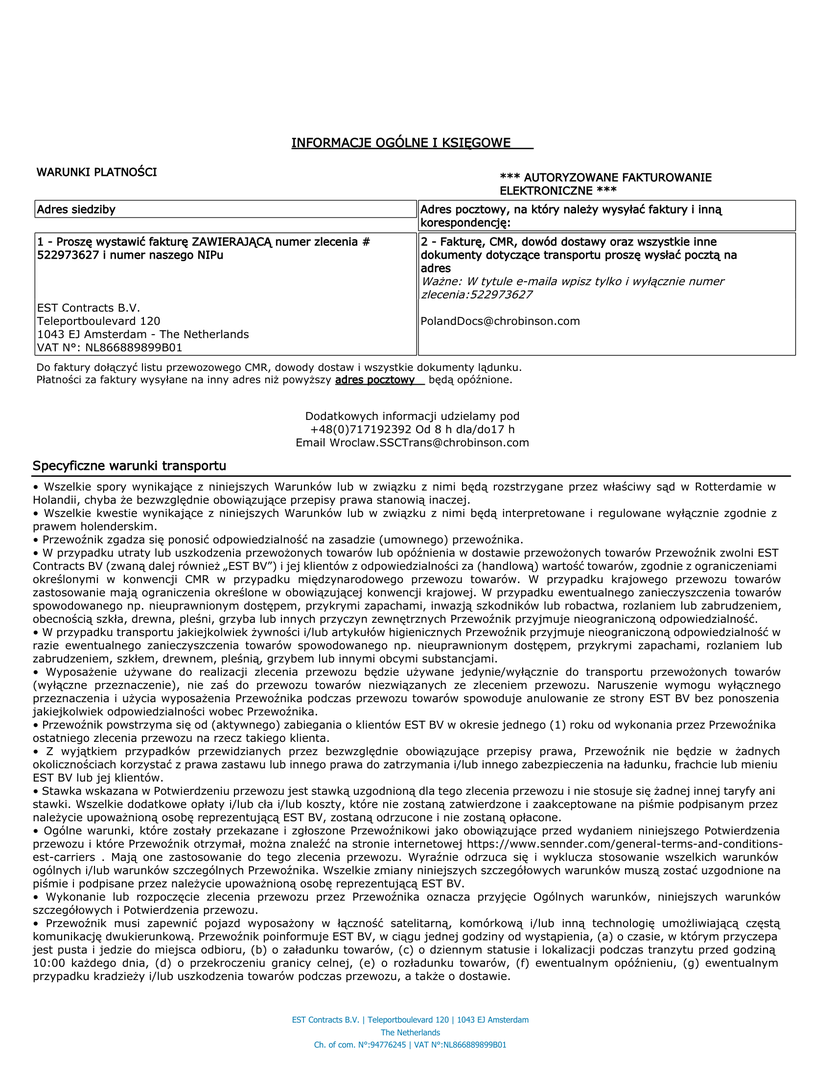 INFORMACJE OGÓLNE I KSIĘGOWE
WARUNKI PŁATNOŚCI
*** AUTORYZOWANE FAKTUROWANIE
ELEKTRONICZNE ***
Adres siedziby
Adres pocztowy, na który należy wysyłać faktury i inną
korespondencję:
1 - Proszę wystawić fakturę ZAWIERAJĄCĄ numer zlecenia #
522973627 i numer naszego NIPu
EST Contracts B.V.
Teleportboulevard 120
1043 EJ Amsterdam - The Netherlands
VAT N°: NL866889899B01
2 - Fakturę, CMR, dowód dostawy oraz wszystkie inne
dokumenty dotyczące transportu proszę wysłać pocztą na
adres
Ważne: W tytule e-maila wpisz tylko i wyłącznie numer
zlecenia:522973627
PolandDocs@chrobinson.com
Do faktury dołączyć listu przewozowego CMR, dowody dostaw i wszystkie dokumenty lądunku.
Płatności za faktury wysyłane na inny adres niż powyższy adres pocztowy będą opóźnione.
Dodatkowych informacji udzielamy pod
+48(0)717192392 Od 8 h dla/do17 h
Email Wroclaw.SSCTrans@chrobinson.com
Specyficzne warunki transportu
• Wszelkie spory wynikające z niniejszych Warunków lub w związku z nimi będą rozstrzygane przez właściwy sąd w Rotterdamie w
Holandii, chyba że bezwzględnie obowiązujące przepisy prawa stanowią inaczej.
• Wszelkie kwestie wynikające z niniejszych Warunków lub w związku z nimi będą interpretowane i regulowane wyłącznie zgodnie z
prawem holenderskim.
• Przewoźnik zgadza się ponosić odpowiedzialność na zasadzie (umownego) przewoźnika.
• W przypadku utraty lub uszkodzenia przewożonych towarów lub opóźnienia w dostawie przewożonych towarów Przewoźnik zwolni EST
Contracts BV (zwaną dalej również „EST BV”) i jej klientów z odpowiedzialności za (handlową) wartość towarów, zgodnie z ograniczeniami
określonymi w konwencji CMR w przypadku międzynarodowego przewozu towarów. W przypadku krajowego przewozu towarów
zastosowanie mają ograniczenia określone w obowiązującej konwencji krajowej. W przypadku ewentualnego zanieczyszczenia towarów
spowodowanego np. nieuprawnionym dostępem, przykrymi zapachami, inwazją szkodników lub robactwa, rozlaniem lub zabrudzeniem,
obecnością szkła, drewna, pleśni, grzyba lub innych przyczyn zewnętrznych Przewoźnik przyjmuje nieograniczoną odpowiedzialność.
• W przypadku transportu jakiejkolwiek żywności i/lub artykułów higienicznych Przewoźnik przyjmuje nieograniczoną odpowiedzialność w
razie ewentualnego zanieczyszczenia towarów spowodowanego np. nieuprawnionym dostępem, przykrymi zapachami, rozlaniem lub
zabrudzeniem, szkłem, drewnem, pleśnią, grzybem lub innymi obcymi substancjami.
• Wyposażenie używane do realizacji zlecenia przewozu będzie używane jedynie/wyłącznie do transportu przewożonych towarów
(wyłączne przeznaczenie), nie zaś do przewozu towarów niezwiązanych ze zleceniem przewozu. Naruszenie wymogu wyłącznego
przeznaczenia i użycia wyposażenia Przewoźnika podczas przewozu towarów spowoduje anulowanie ze strony EST BV bez ponoszenia
jakiejkolwiek odpowiedzialności wobec Przewoźnika.
• Przewoźnik powstrzyma się od (aktywnego) zabiegania o klientów EST BV w okresie jednego (1) roku od wykonania przez Przewoźnika
ostatniego zlecenia przewozu na rzecz takiego klienta.
• Z wyjątkiem przypadków przewidzianych przez bezwzględnie obowiązujące przepisy prawa, Przewoźnik nie będzie w żadnych
okolicznościach korzystać z prawa zastawu lub innego prawa do zatrzymania i/lub innego zabezpieczenia na ładunku, frachcie lub mieniu
EST BV lub jej klientów.
• Stawka wskazana w Potwierdzeniu przewozu jest stawką uzgodnioną dla tego zlecenia przewozu i nie stosuje się żadnej innej taryfy ani
stawki. Wszelkie dodatkowe opłaty i/lub cła i/lub koszty, które nie zostaną zatwierdzone i zaakceptowane na piśmie podpisanym przez
należycie upoważnioną osobę reprezentującą EST BV, zostaną odrzucone i nie zostaną opłacone.
• Ogólne warunki, które zostały przekazane i zgłoszone Przewoźnikowi jako obowiązujące przed wydaniem niniejszego Potwierdzenia
przewozu i które Przewoźnik otrzymał, można znaleźć na stronie internetowej https://www.sennder.com/general-terms-and-conditions-
est-carriers . Mają one zastosowanie do tego zlecenia przewozu. Wyraźnie odrzuca się i wyklucza stosowanie wszelkich warunków
ogólnych i/lub warunków szczególnych Przewoźnika. Wszelkie zmiany niniejszych szczegółowych warunków muszą zostać uzgodnione na
piśmie i podpisane przez należycie upoważnioną osobę reprezentującą EST BV.
• Wykonanie lub rozpoczęcie zlecenia przewozu przez Przewoźnika oznacza przyjęcie Ogólnych warunków, niniejszych warunków
szczegółowych i Potwierdzenia przewozu.
• Przewoźnik musi zapewnić pojazd wyposażony w łączność satelitarną, komórkową i/lub inną technologię umożliwiającą częstą
komunikację dwukierunkową. Przewoźnik poinformuje EST BV, w ciągu jednej godziny od wystąpienia, (a) o czasie, w którym przyczepa
jest pusta i jedzie do miejsca odbioru, (b) o załadunku towarów, (c) o dziennym statusie i lokalizacji podczas tranzytu przed godziną
10:00 każdego dnia, (d) o przekroczeniu granicy celnej, (e) o rozładunku towarów, (f) ewentualnym opóźnieniu, (g) ewentualnym
przypadku kradzieży i/lub uszkodzenia towarów podczas przewozu, a także o dostawie.
EST Contracts B.V. | Teleportboulevard 120 | 1043 EJ Amsterdam
The Netherlands
Ch. of com. N°:94776245 | VAT N°:NL866889899B01